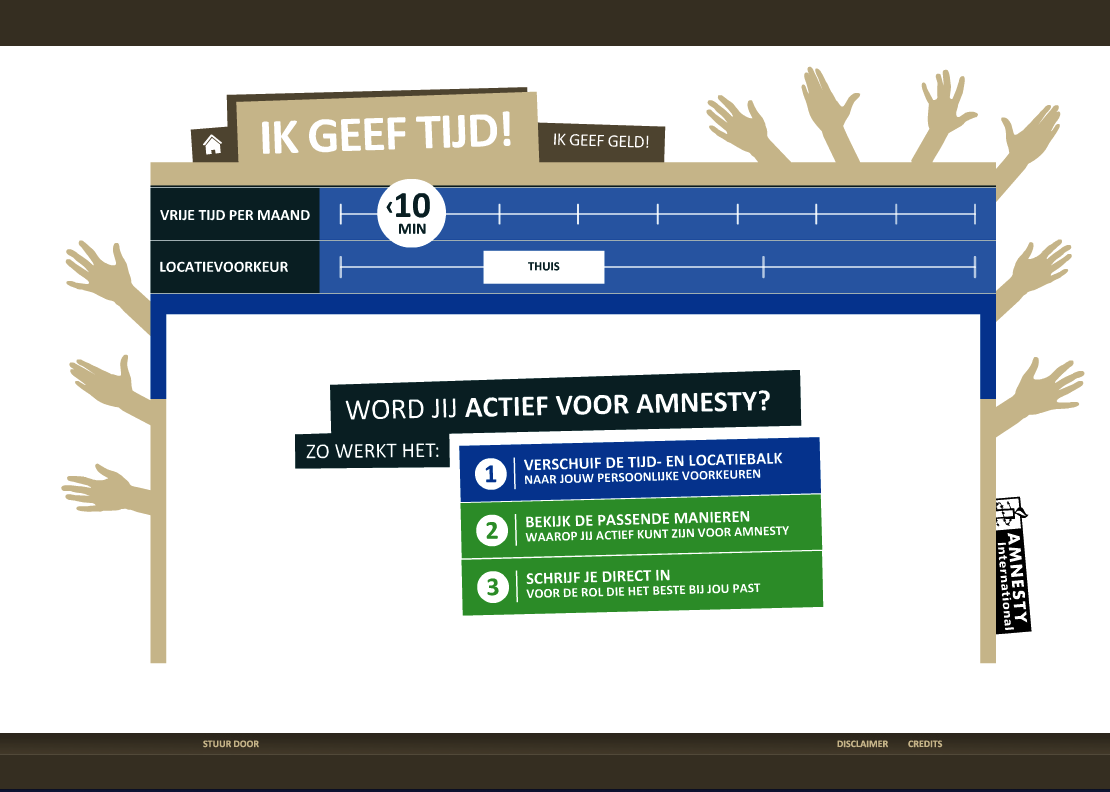 IK GEEF TIJD!
IK GEEF GELD!
VRIJE TIJD PER MAAND
‹10
MIN
LOCATIEVOORKEUR
THUIS
WORD JIJ ACTIEF VOOR AMNESTY?
ZO WERKT HET:
1
VERSCHUIF DE TIJD- EN LOCATIEBALK
NAAR JOUW PERSOONLIJKE VOORKEUREN
2
BEKIJK DE PASSENDE MANIEREN
WAAROP JIJ ACTIEF KUNT ZIJN VOOR AMNESTY
3
SCHRIJF JE DIRECT IN
VOOR DE ROL DIE HET BESTE BIJ JOU PAST
AMNESTY
international
STUUR DOOR
DISCLAIMER
CREDITS